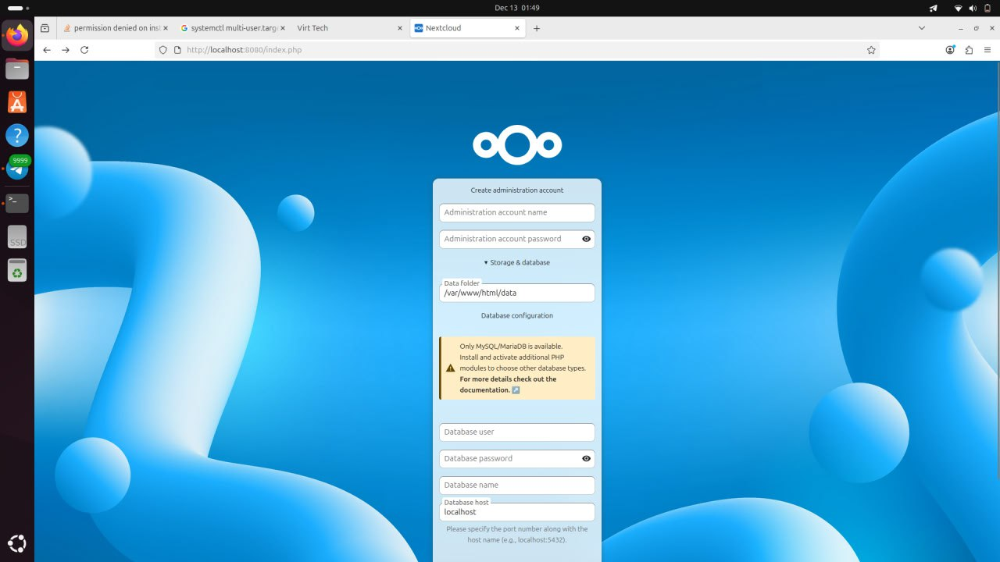 Dec 13 01:49
permission denied on inst
systemctl multi-user.targ
Virt Tech
Nextcloud
http://localhost:8080/index.php
9999
SSD
Create administration account
Administration account name
Administration account password
▾ Storage & database
Data folder
/var/www/html/data
Database configuration
Only MySQL/MariaDB is available.
Install and activate additional PHP
modules to choose other database types.
For more details check out the
documentation. ↗
Database user
Database password
Database name
Database host
localhost
Please specify the port number along with the
host name (e.g., localhost:5432).